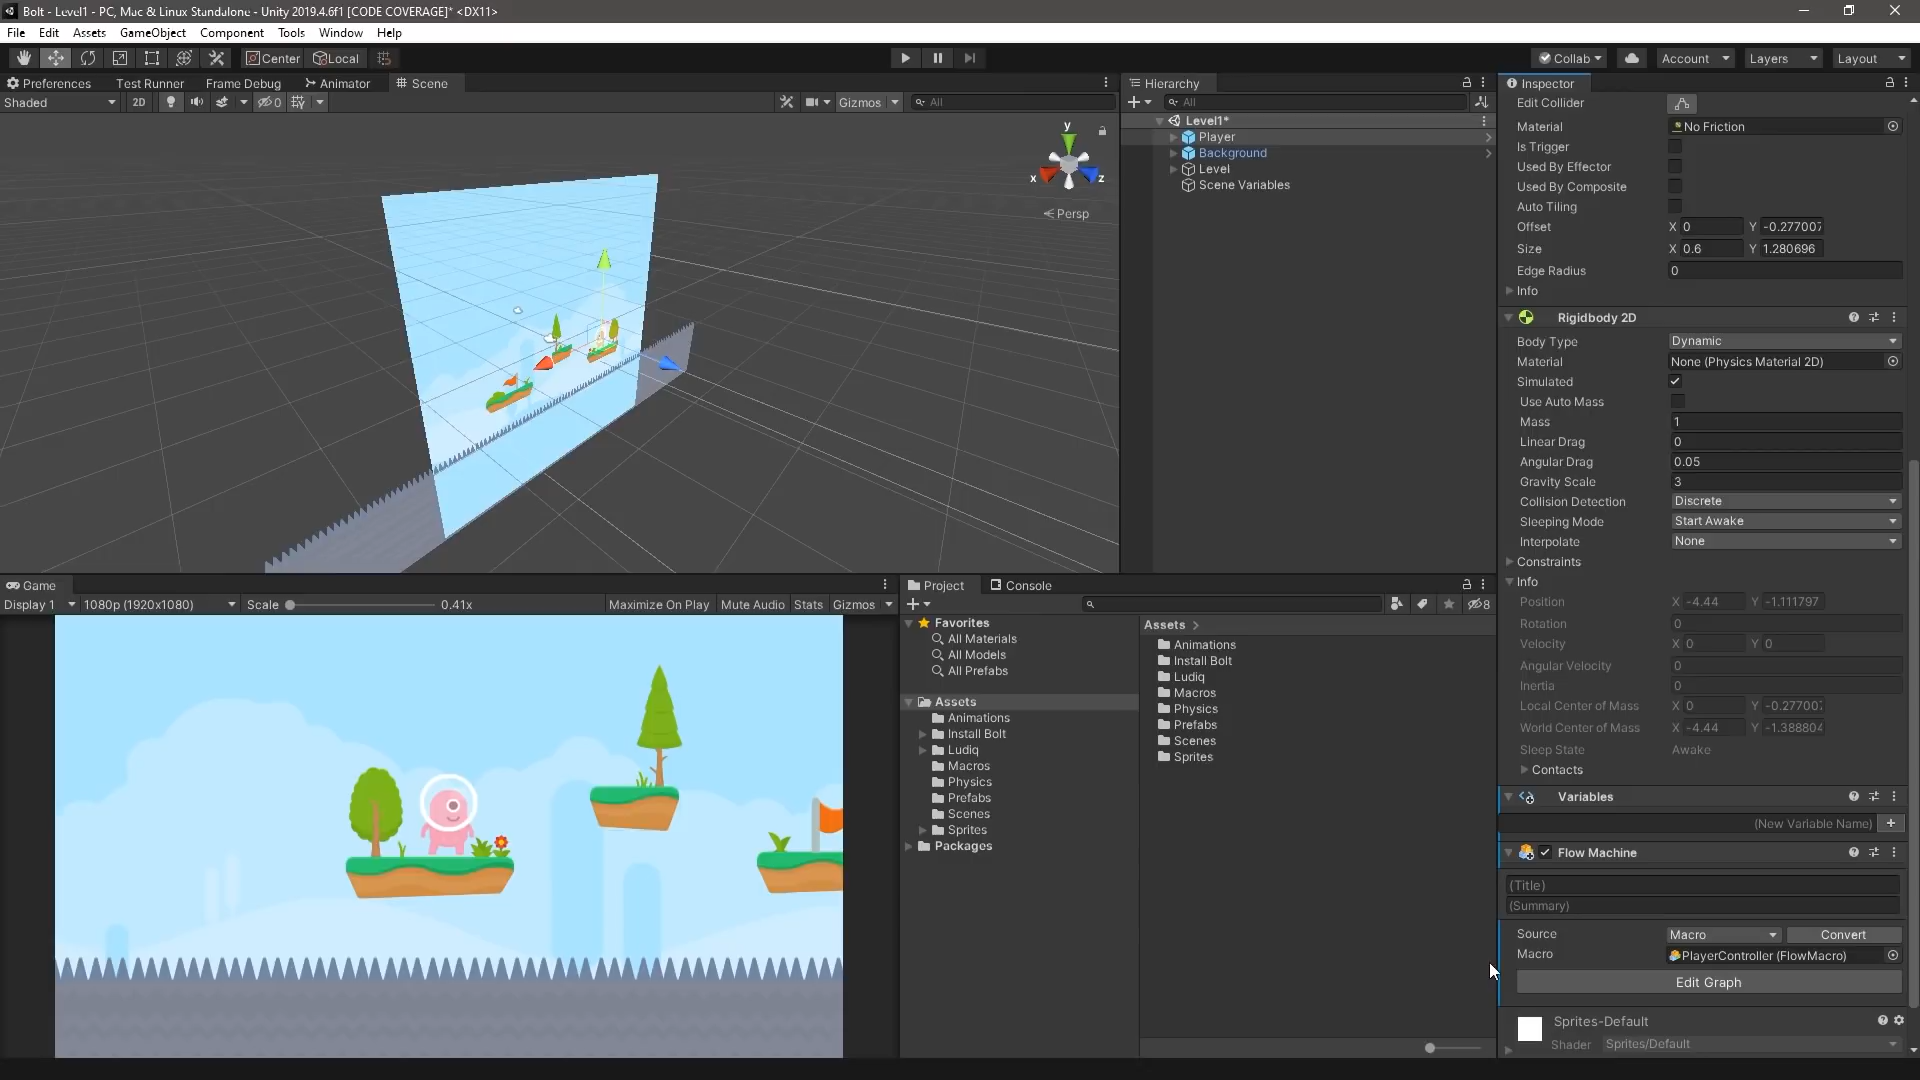 Bolt - Level1 - PC, Mac & Linux Standalone - Unity 2019.4.6f1 [CODE COVERAGE]* <DX11>
File Edit Assets GameObject Component Tools Window Help
Center Local Collab Account Layers Layout
Preferences Test Runner Frame Debug Animator Scene
Shaded 2D 0 Gizmos All
y
x
z
Persp
Hierarchy
All
Level1*
Player
Background
Level
Scene Variables
Game
Display 1 1080p (1920x1080) Scale 0.41x Maximize On Play Mute Audio Stats Gizmos
Project Console
8
Favorites
All Materials
All Models
All Prefabs
Assets
Animations
Install Bolt
Ludiq
Macros
Physics
Prefabs
Scenes
Sprites
Packages
Assets >
Animations
Install Bolt
Ludiq
Macros
Physics
Prefabs
Scenes
Sprites
Inspector
Edit Collider
Material No Friction
Is Trigger
Used By Effector
Used By Composite
Auto Tiling
Offset X 0 Y -0.277007
Size X 0.6 Y 1.280696
Edge Radius 0
Info
Rigidbody 2D
Body Type Dynamic
Material None (Physics Material 2D)
Simulated
Use Auto Mass
Mass 1
Linear Drag 0
Angular Drag 0.05
Gravity Scale 3
Collision Detection Discrete
Sleeping Mode Start Awake
Interpolate None
Constraints
Info
Position X -4.44 Y -1.111797
Rotation 0
Velocity X 0 Y 0
Angular Velocity 0
Inertia 0
Local Center of Mass X 0 Y -0.277007
World Center of Mass X -4.44 Y -1.388804
Sleep State Awake
Contacts
Variables
(New Variable Name) +
Flow Machine
(Title)
(Summary)
Source Macro Convert
Macro PlayerController (FlowMacro)
Edit Graph
Sprites-Default
Shader Sprites/Default